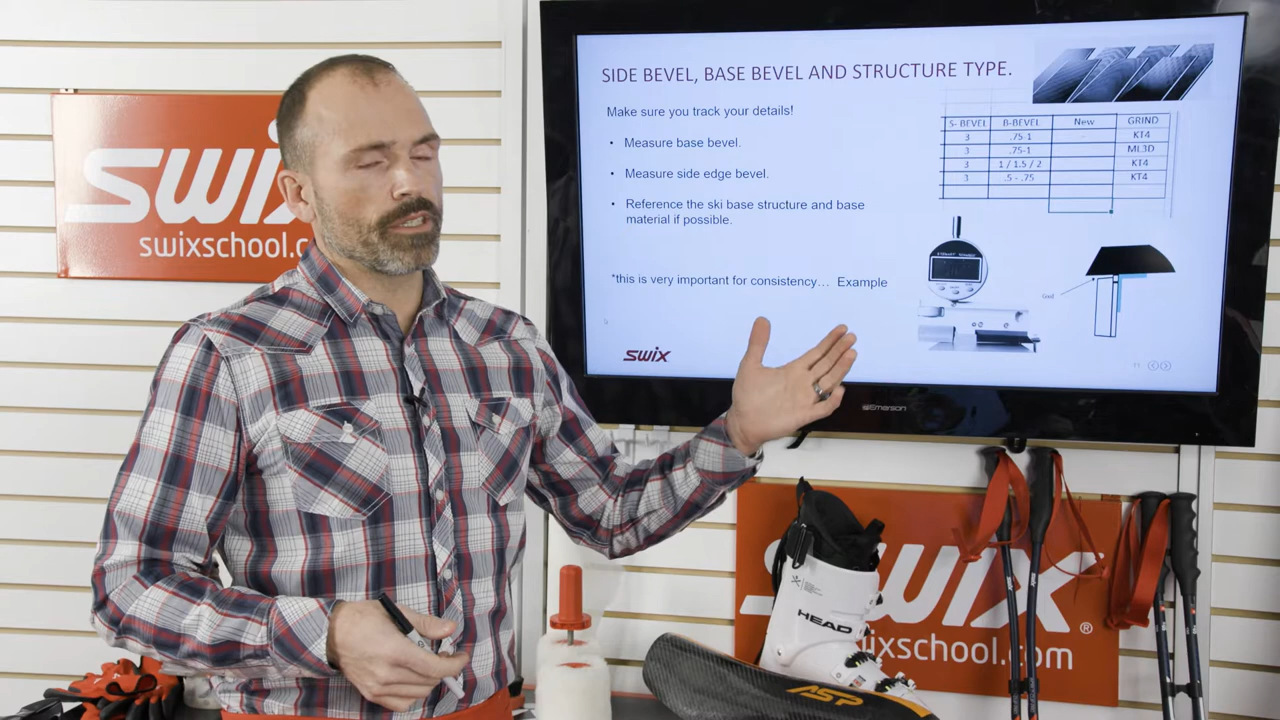 SWIX
swixschool.c
SIDE BEVEL, BASE BEVEL AND STRUCTURE TYPE.
Make sure you track your details!
• Measure base bevel.
• Measure side edge bevel.
• Reference the ski base structure and base
material if possible.
*this is very important for consistency... Example
SWIX
S- BEVEL B-BEVEL New GRIND
3 .75-1 KT4
3 .75-1 ML3D
3 1 / 1.5 / 2 KT4
3 .5 - .75 KT4
11
Emerson
SWIX®
wixschool.com
HEAD
ASP